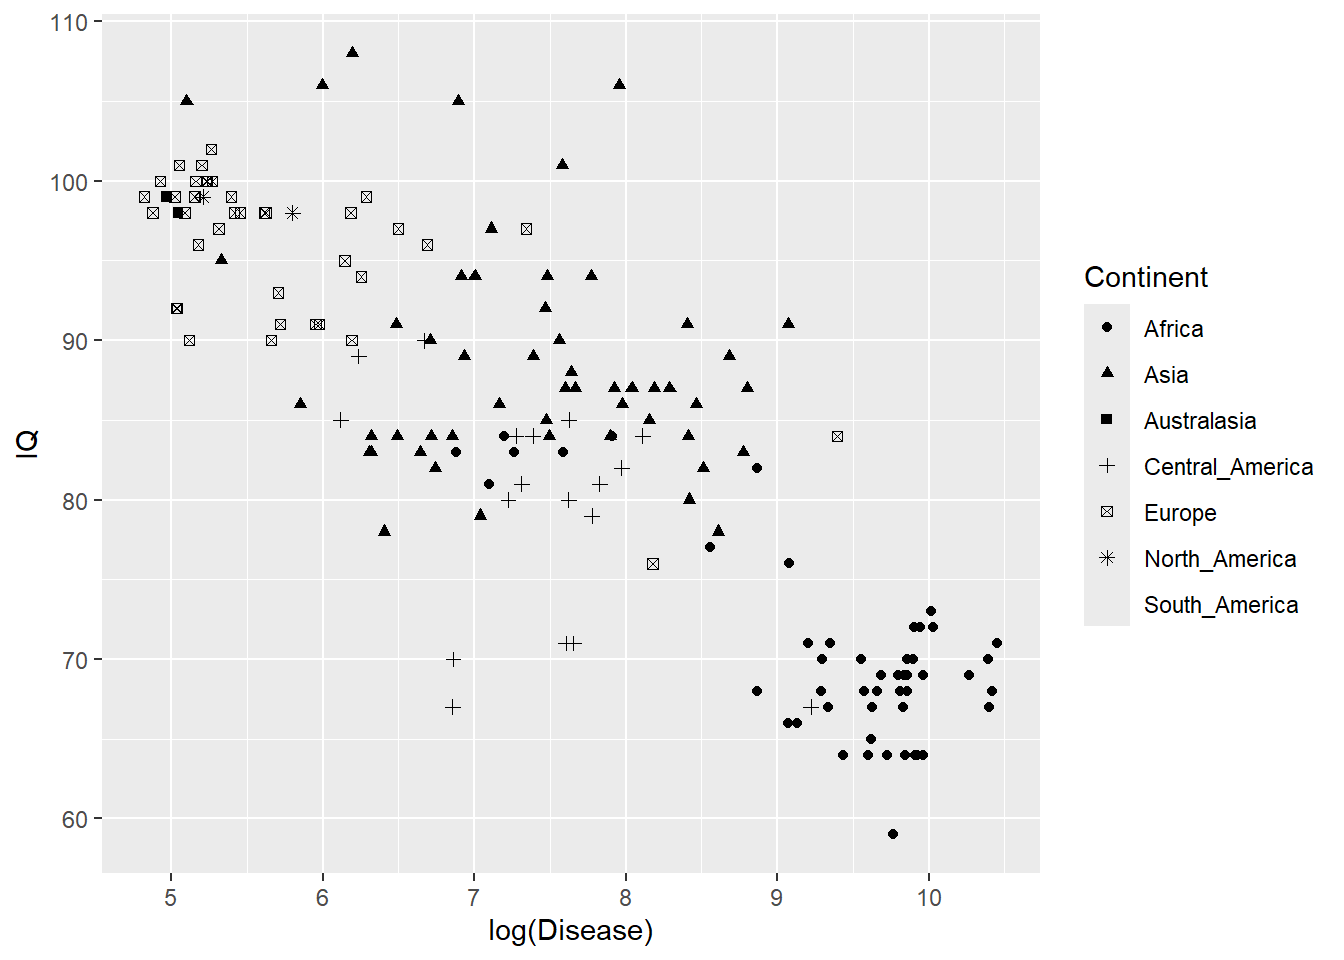 110
100
90
80
70
60
IQ
5 6 7 8 9 10
log(Disease)
Continent
Africa
Asia
Australasia
Central_America
Europe
North_America
South_America